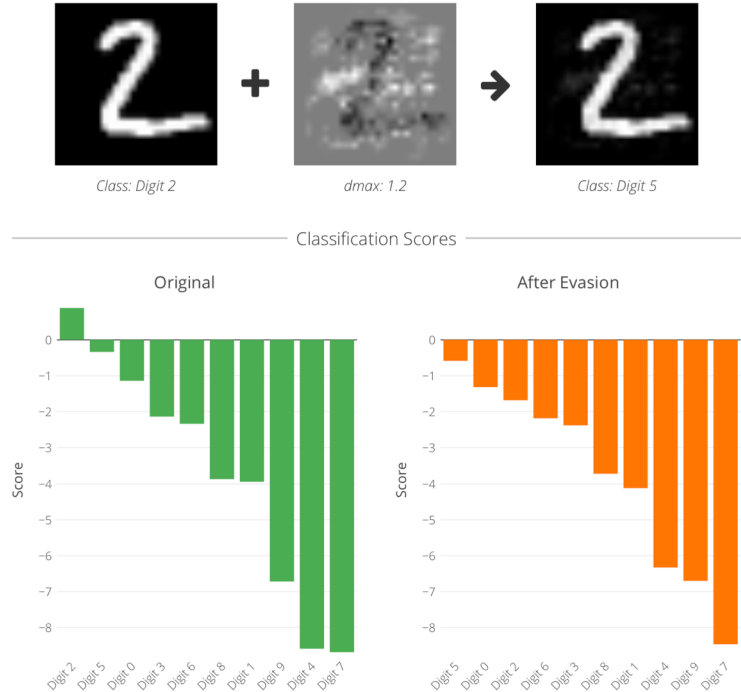 Class: Digit 2
dmax: 1.2
Class: Digit 5
Classification Scores
Original
After Evasion
Score
0
−1
−2
−3
−4
−5
−6
−7
−8
Digit 2
Digit 5
Digit 0
Digit 3
Digit 6
Digit 8
Digit 1
Digit 9
Digit 4
Digit 7
Score
0
−1
−2
−3
−4
−5
−6
−7
−8
Digit 5
Digit 0
Digit 2
Digit 6
Digit 3
Digit 8
Digit 1
Digit 4
Digit 9
Digit 7